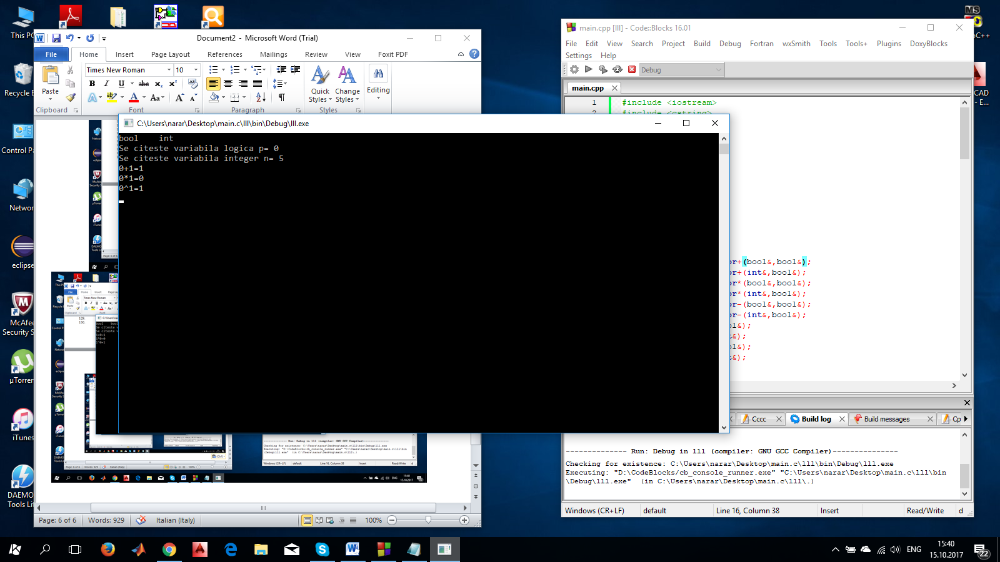 This PC
Recycle B
Control Pa
Networ
eclipse
McAfee
Security S
µTorren
iTunes
DAEMO
Tools Lit
Document2 - Microsoft Word (Trial)
File Home Insert Page Layout References Mailings Review View Foxit PDF
Times New Roman 10
Paste
Clipboard Font Paragraph Styles
Quick Styles
Change Styles
Editing
C:\Users\narar\Desktop\main.c\lll\bin\Debug\lll.exe
bool    int
Se citeste variabila logica p= 0
Se citeste variabila integer n= 5
0+1=1
0*1=0
0^1=1
Page: 6 of 6 Words: 929 Italian (Italy) 100%
main.cpp [lll] - Code::Blocks 16.01
File Edit View Search Project Build Debug Fortran wxSmith Tools Tools+ Plugins DoxyBlocks
Settings Help
Debug
main.cpp
1 #include <iostream>
2 #include <cstring>
or+(bool&,bool&);
or+(int&,bool&);
or*(bool&,bool&);
or*(int&,bool&);
or-(bool&,bool&);
or-(int&,bool&);
ol&);
t&);
ol&);
t&);
Cccc Build log Build messages Cp
------------- Run: Debug in lll (compiler: GNU GCC Compiler)---------------
Checking for existence: C:\Users\narar\Desktop\main.c\lll\bin\Debug\lll.exe
Executing: "D:\CodeBlocks/cb_console_runner.exe" "C:\Users\narar\Desktop\main.c\lll\bin
\Debug\lll.exe"  (in C:\Users\narar\Desktop\main.c\lll\.)
Windows (CR+LF) default Line 16, Column 38 Insert Read/Write d
MS
oC++
CAD
- E...
ENG
15:40
15.10.2017
22